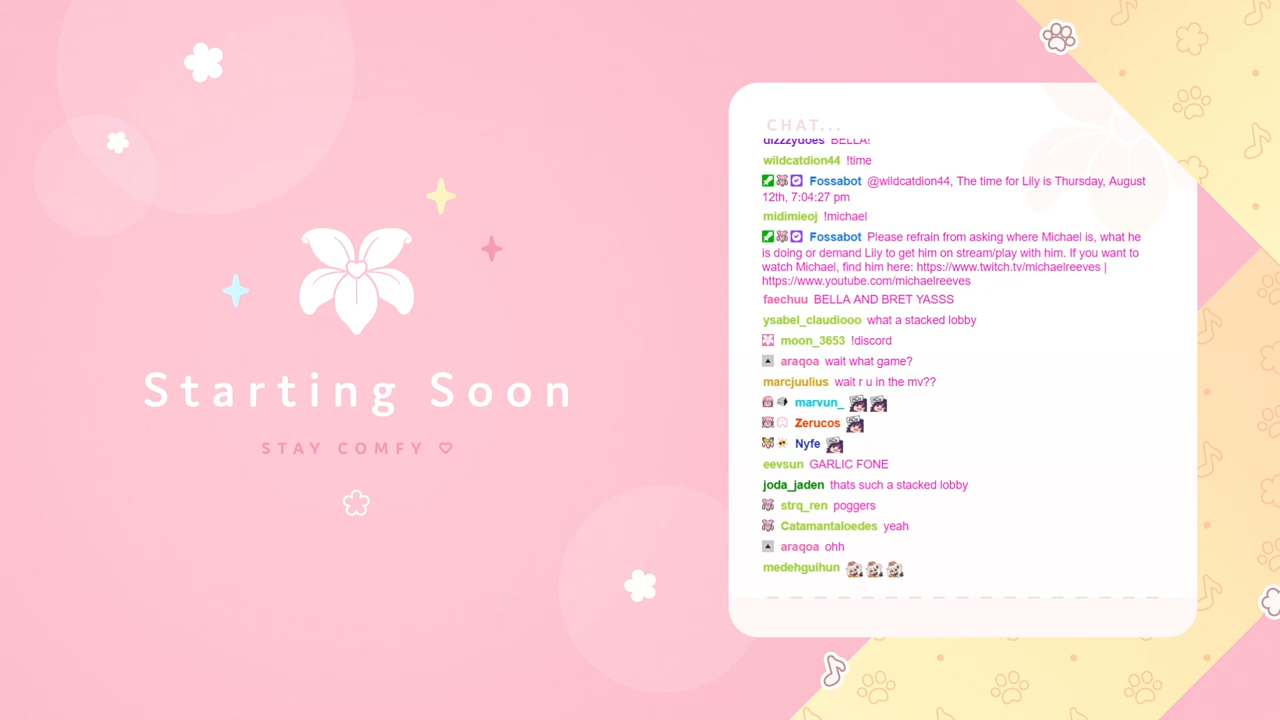 Starting Soon
STAY COMFY
CHAT...
dizzzydoes BELLA!
wildcatdion44 !time
Fossabot @wildcatdion44, The time for Lily is Thursday, August
12th, 7:04:27 pm
midimieoj !michael
Fossabot Please refrain from asking where Michael is, what he
is doing or demand Lily to get him on stream/play with him. If you want to
watch Michael, find him here: https://www.twitch.tv/michaelreeves |
https://www.youtube.com/michaelreeves
faechuu BELLA AND BRET YASSS
ysabel_claudiooo what a stacked lobby
moon_3653 !discord
araqoa wait what game?
marcjuulius wait r u in the mv??
marvun_
Zerucos
Nyfe
eevsun GARLIC FONE
joda_jaden thats such a stacked lobby
strq_ren poggers
Catamantaloedes yeah
araqoa ohh
medehguihun